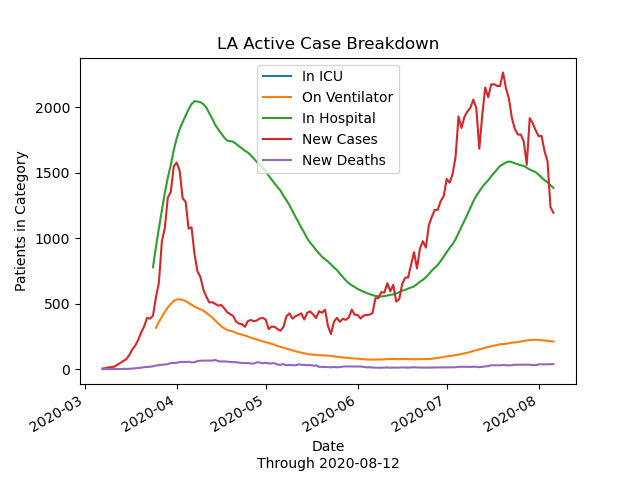 LA Active Case Breakdown
In ICU
On Ventilator
In Hospital
New Cases
New Deaths
Patients in Category
2000
1500
1000
500
0
2020-03
2020-04
2020-05
2020-06
2020-07
2020-08
Date
Through 2020-08-12